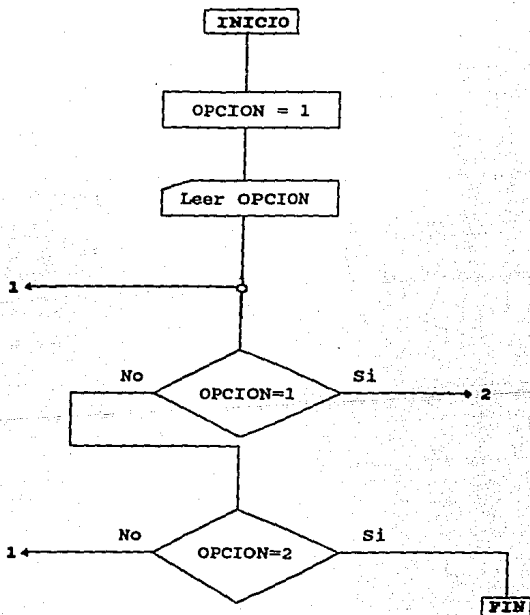 INICIO
OPCION = 1
Leer OPCION
1
No
Si
OPCION=1
2
No
Si
1
OPCION=2
FIN